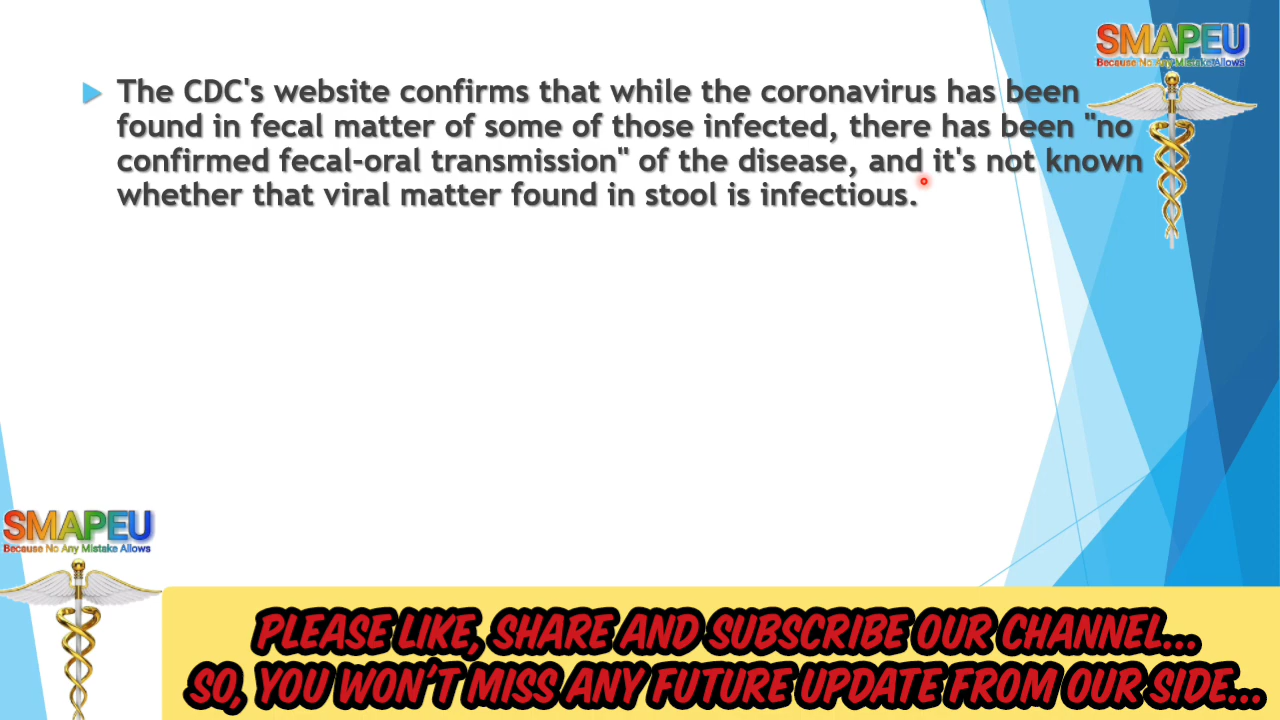 SMAPEU
Because No Any Mistake Allows
The CDC's website confirms that while the coronavirus has been
found in fecal matter of some of those infected, there has been "no
confirmed fecal-oral transmission" of the disease, and it's not known
whether that viral matter found in stool is infectious.
SMAPEU
Because No Any Mistake Allows
PLEASE LIKE, SHARE AND SUBSCRIBE OUR CHANNEL...
SO, YOU WON'T MISS ANY FUTURE UPDATE FROM OUR SIDE...